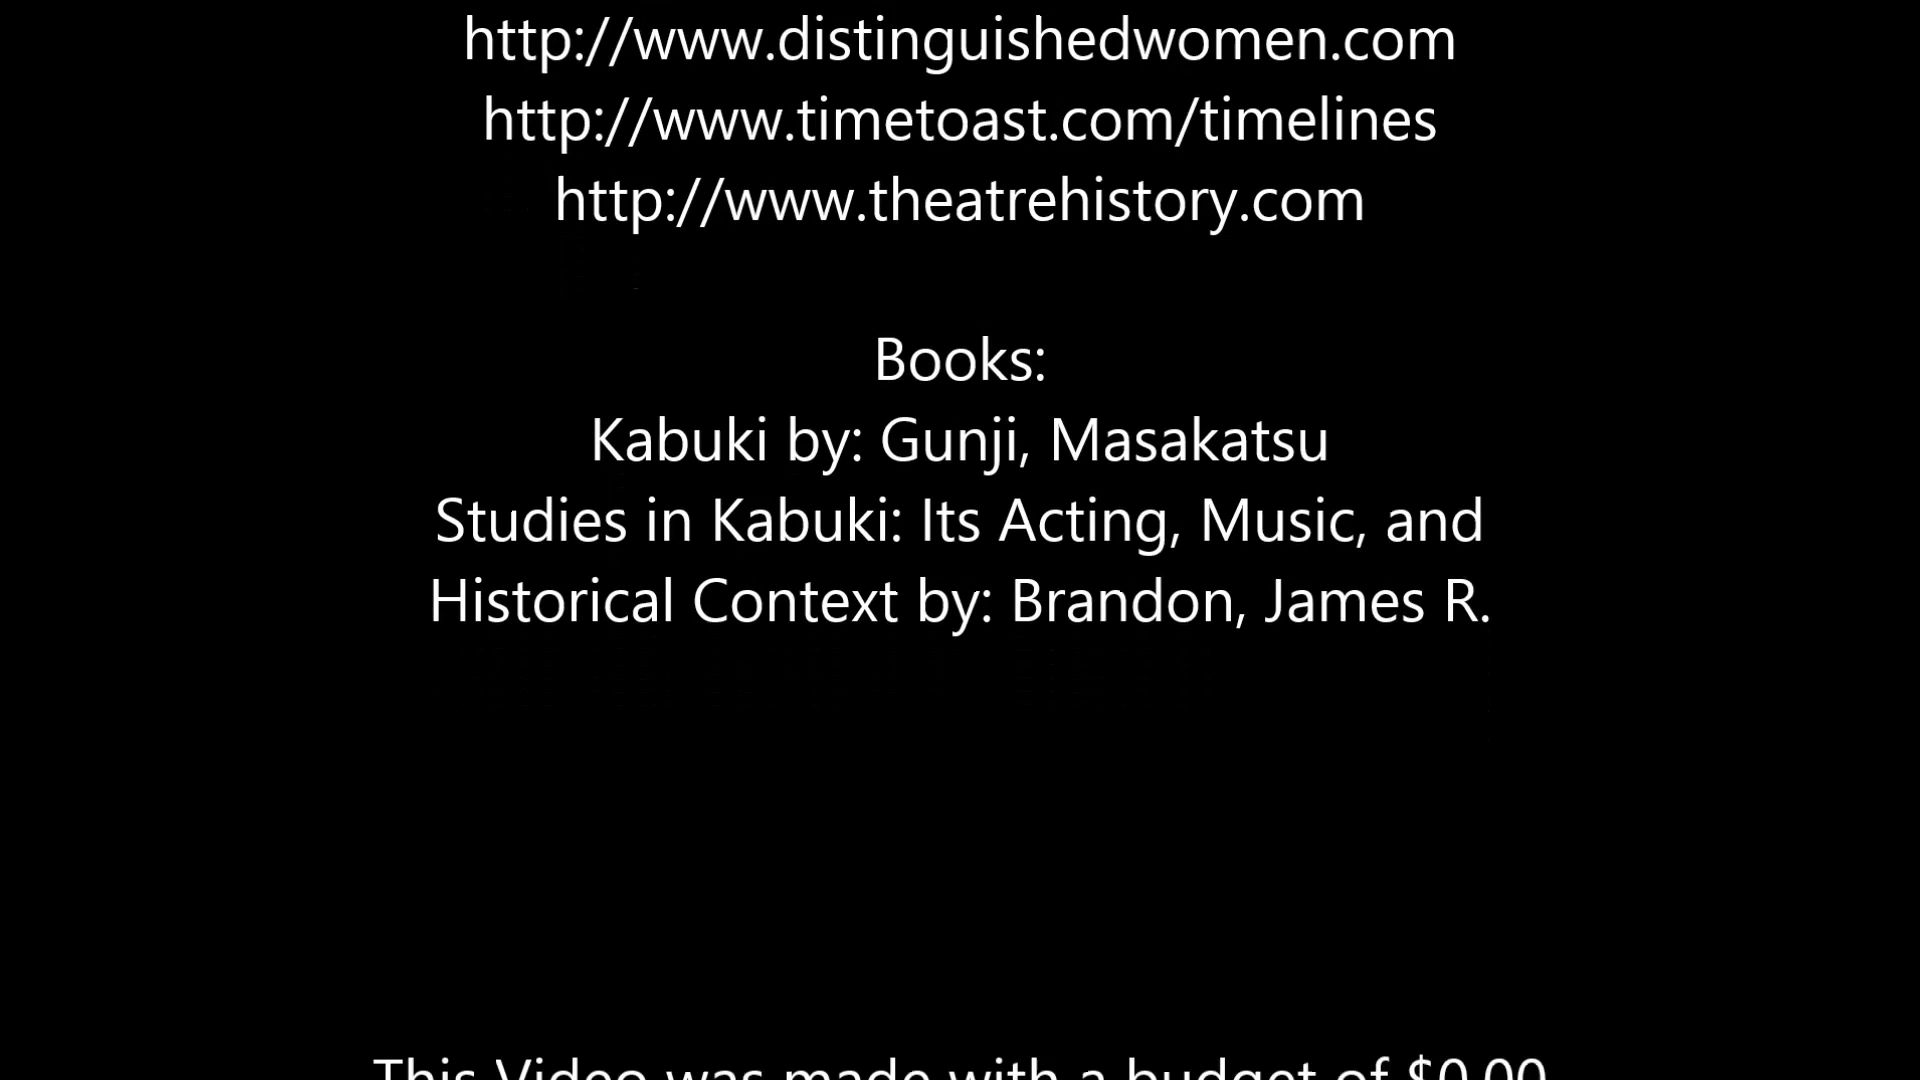 http://www.distinguishedwomen.com
http://www.timetoast.com/timelines
http://www.theatrehistory.com
Books:
Kabuki by: Gunji, Masakatsu
Studies in Kabuki: Its Acting, Music, and
Historical Context by: Brandon, James R.
This Video was made with a budget of $0.00